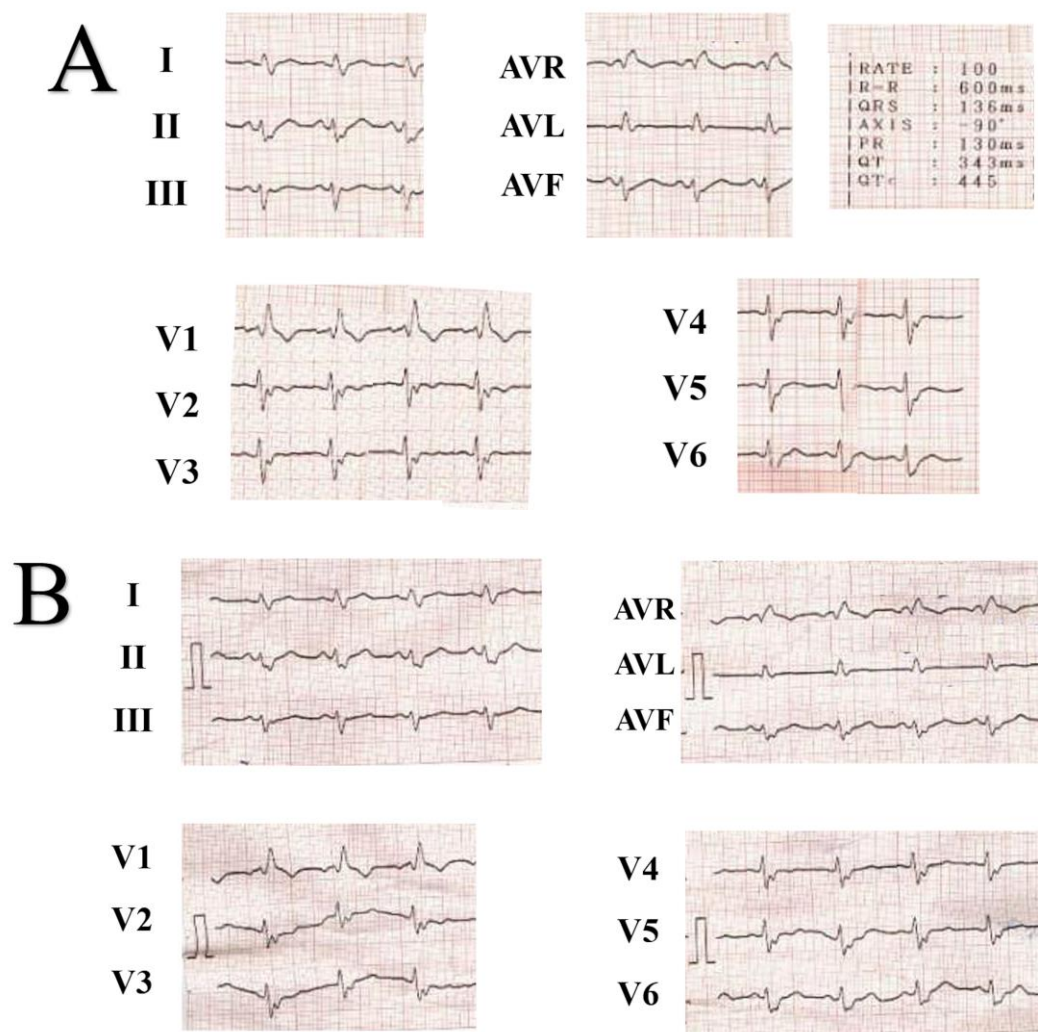 A
I
II
III
AVR
AVL
AVF
RATE : 100
R-R : 600ms
QRS : 136ms
AXIS : -90°
PR : 130ms
QT : 343ms
QTc : 445
V1
V2
V3
V4
V5
V6
B
I
II
III
AVR
AVL
AVF
V1
V2
V3
V4
V5
V6